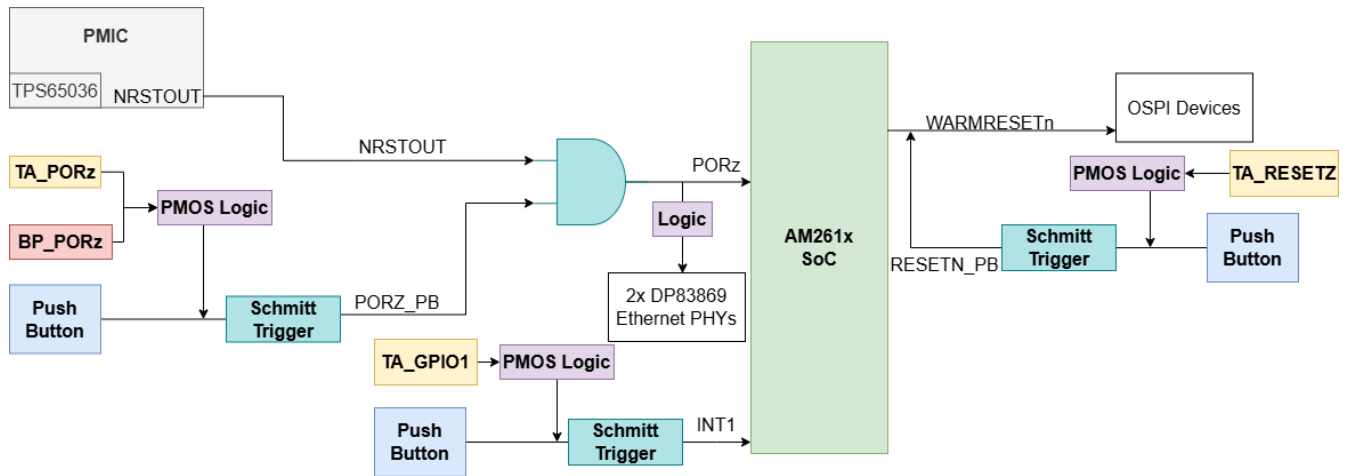 PMIC
TPS65036
NRSTOUT
NRSTOUT
TA_PORz
PMOS Logic
BP_PORz
Push
Button
Schmitt
Trigger
PORZ_PB
PORz
Logic
2x DP83869
Ethernet PHYs
TA_GPIO1
PMOS Logic
Push
Button
Schmitt
Trigger
INT1
AM261x
SoC
WARMRESETn
OSPI Devices
PMOS Logic
TA_RESETZ
RESETN_PB
Schmitt
Trigger
Push
Button